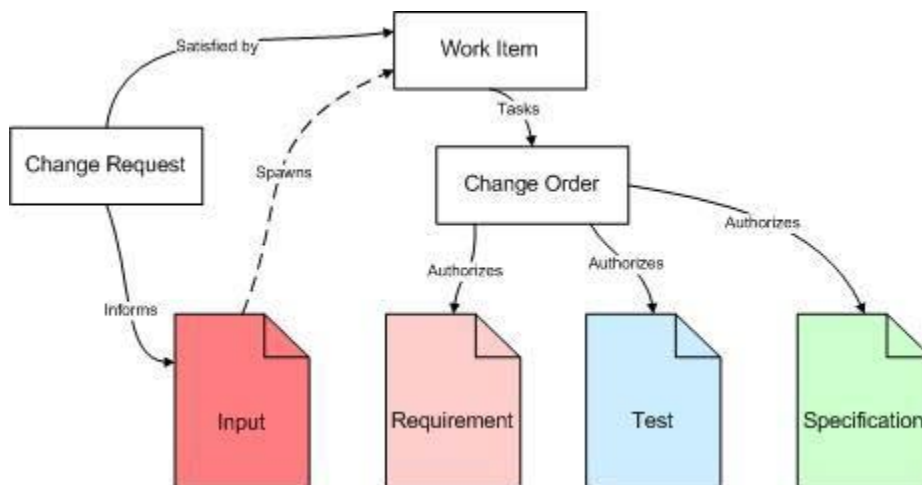 Satisfied by
Work Item
Tasks
Change Request
Spawns
Change Order
Authorizes
Authorizes
Authorizes
Informs
Input
Requirement
Test
Specification